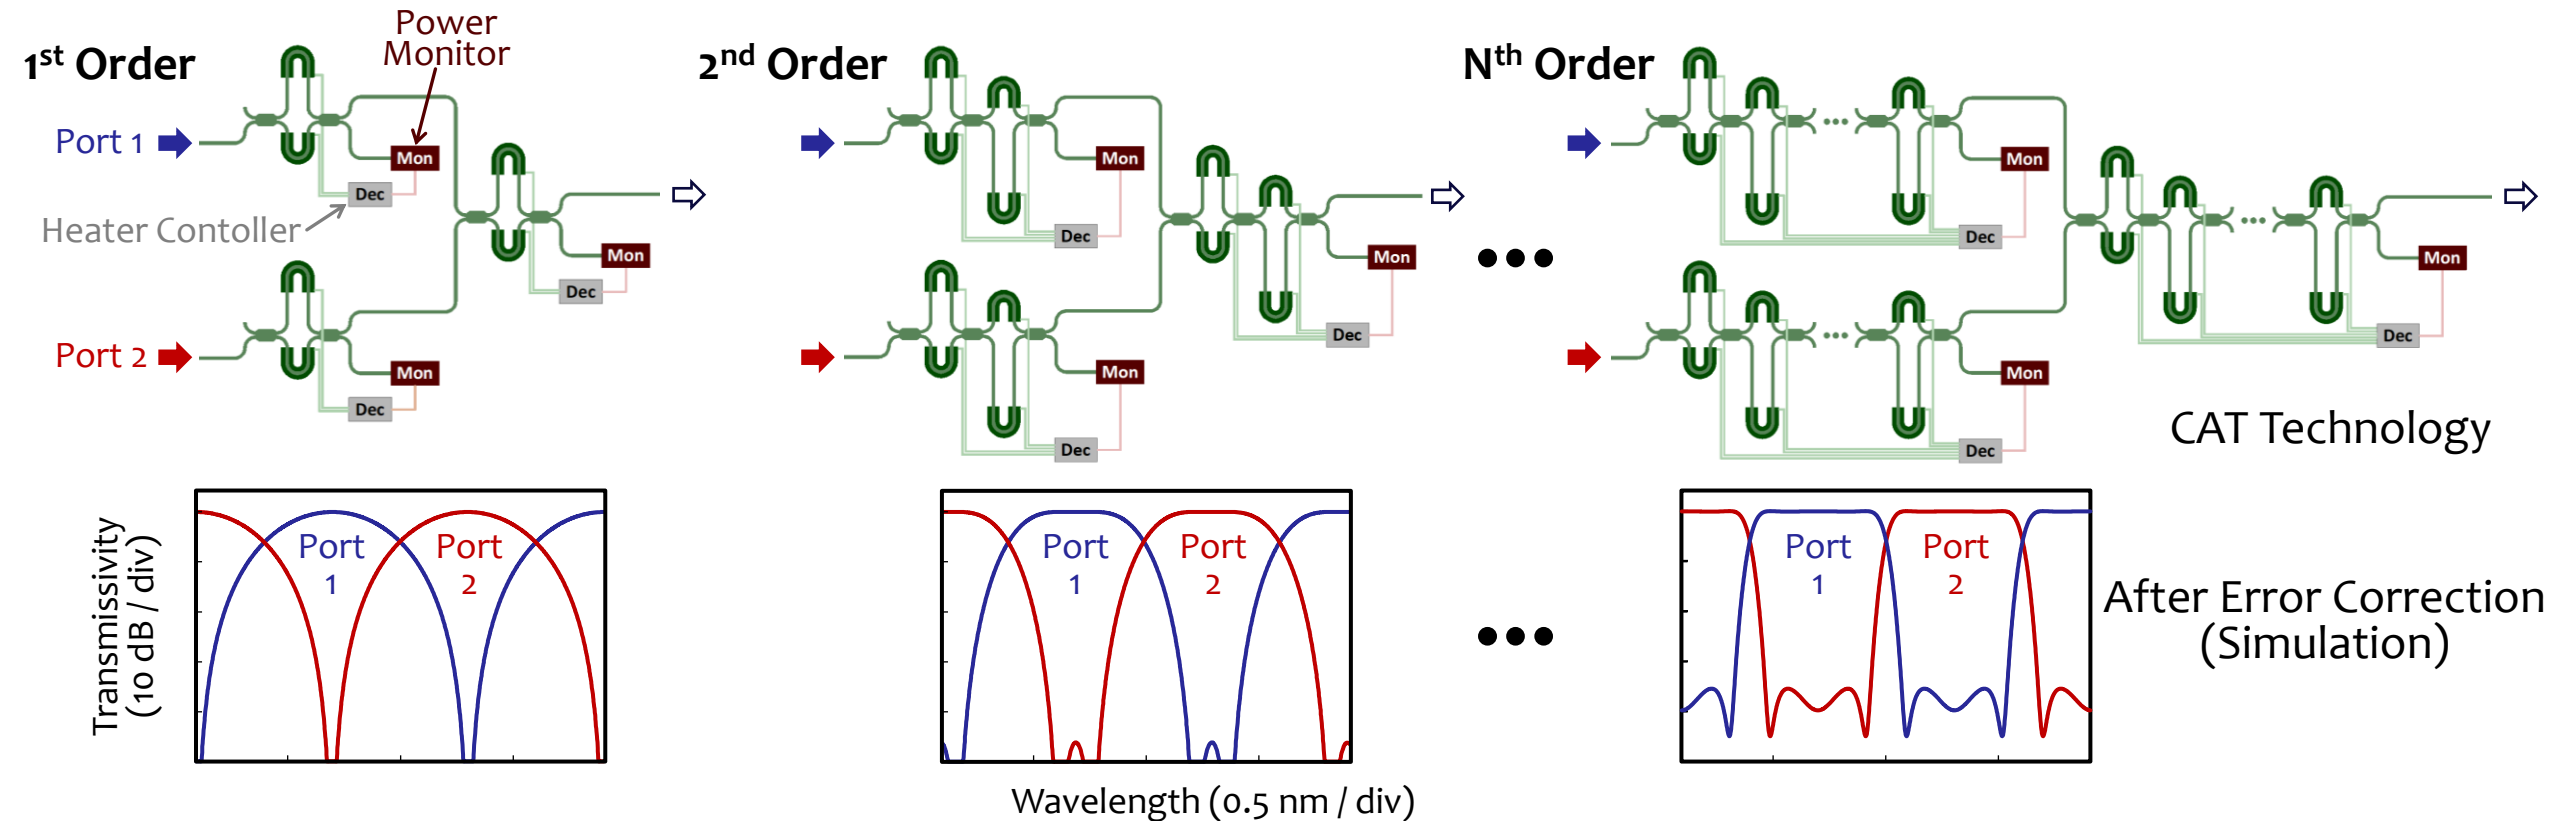 Power
Monitor
1st Order
2nd Order
Nth Order
Port 1
Mon
Dec
Heater Contoller
Mon
Dec
Port 2
Mon
Dec
Mon
Dec
Mon
Dec
Mon
Dec
Mon
Dec
Mon
Dec
Mon
Dec
CAT Technology
Transmissivity
(10 dB / div)
Port
1
Port
2
Port
1
Port
2
Port
1
Port
2
After Error Correction
(Simulation)
Wavelength (0.5 nm / div)